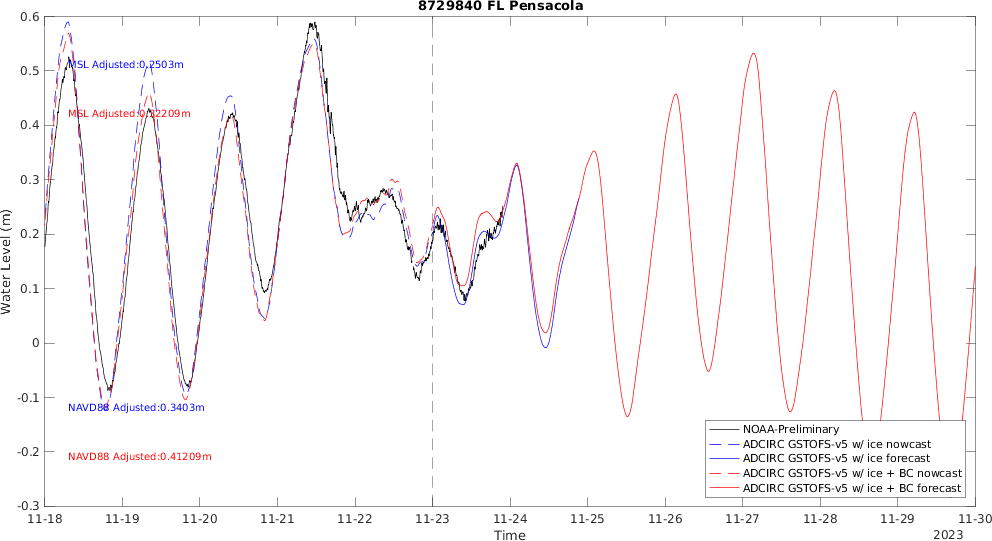 8729840 FL Pensacola
0.6
0.5
0.4
0.3
0.2
0.1
0
-0.1
-0.2
-0.3
Water Level (m)
MSL Adjusted:0.2503m
MSL Adjusted:0.32209m
NAVD88 Adjusted:0.3403m
NAVD88 Adjusted:0.41209m
NOAA-Preliminary
ADCIRC GSTOFS-v5 w/ ice nowcast
ADCIRC GSTOFS-v5 w/ ice forecast
ADCIRC GSTOFS-v5 w/ ice + BC nowcast
ADCIRC GSTOFS-v5 w/ ice + BC forecast
11-18 11-19 11-20 11-21 11-22 11-23 11-24 11-25 11-26 11-27 11-28 11-29 11-30
Time
2023